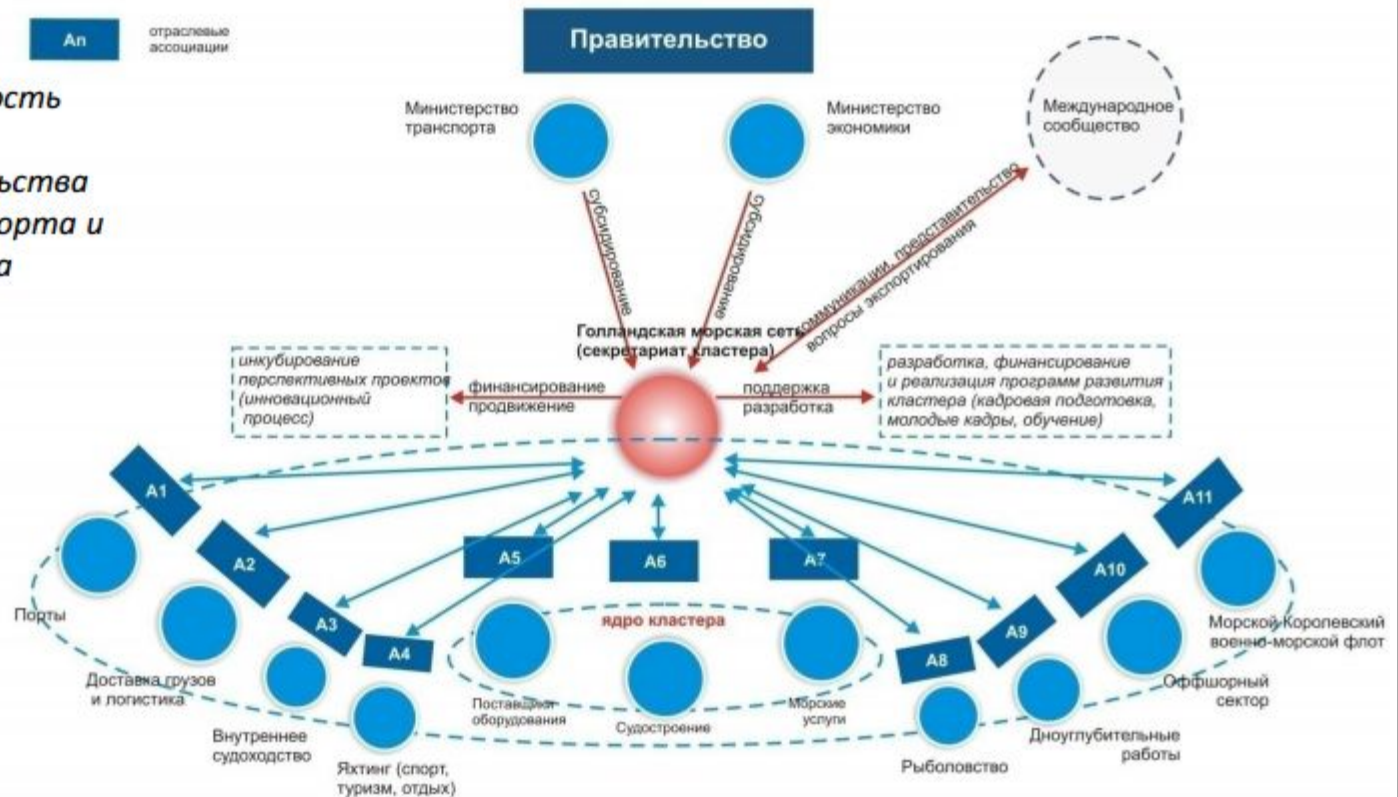 An
отраслевые
ассоциации
Правительство
Министерство
транспорта
Министерство
экономики
Международное
сообщество
орта и
субсидирование
субсидирование
коммуникации, представительство
вопросы экспортирования
Голландская морская сеть
(секретариат кластера)
инкубирование
перспективных проектов
(инновационный
процесс)
финансирование
продвижение
поддержка
разработка
разработка, финансирование
и реализация программ развития
кластера (кадровая подготовка,
молодые кадры, обучение)
A1
A2
A3
A4
A5
A6
A7
A8
A9
A10
A11
ядро кластера
Порты
Доставка грузов
и логистика
Внутреннее
судоходство
Яхтинг (спорт,
туризм, отдых)
Поставщики
оборудования
Судостроение
Морские
услуги
Рыболовство
Дноуглубительные
работы
Оффшорный
сектор
Морской Королевский
военно-морской флот